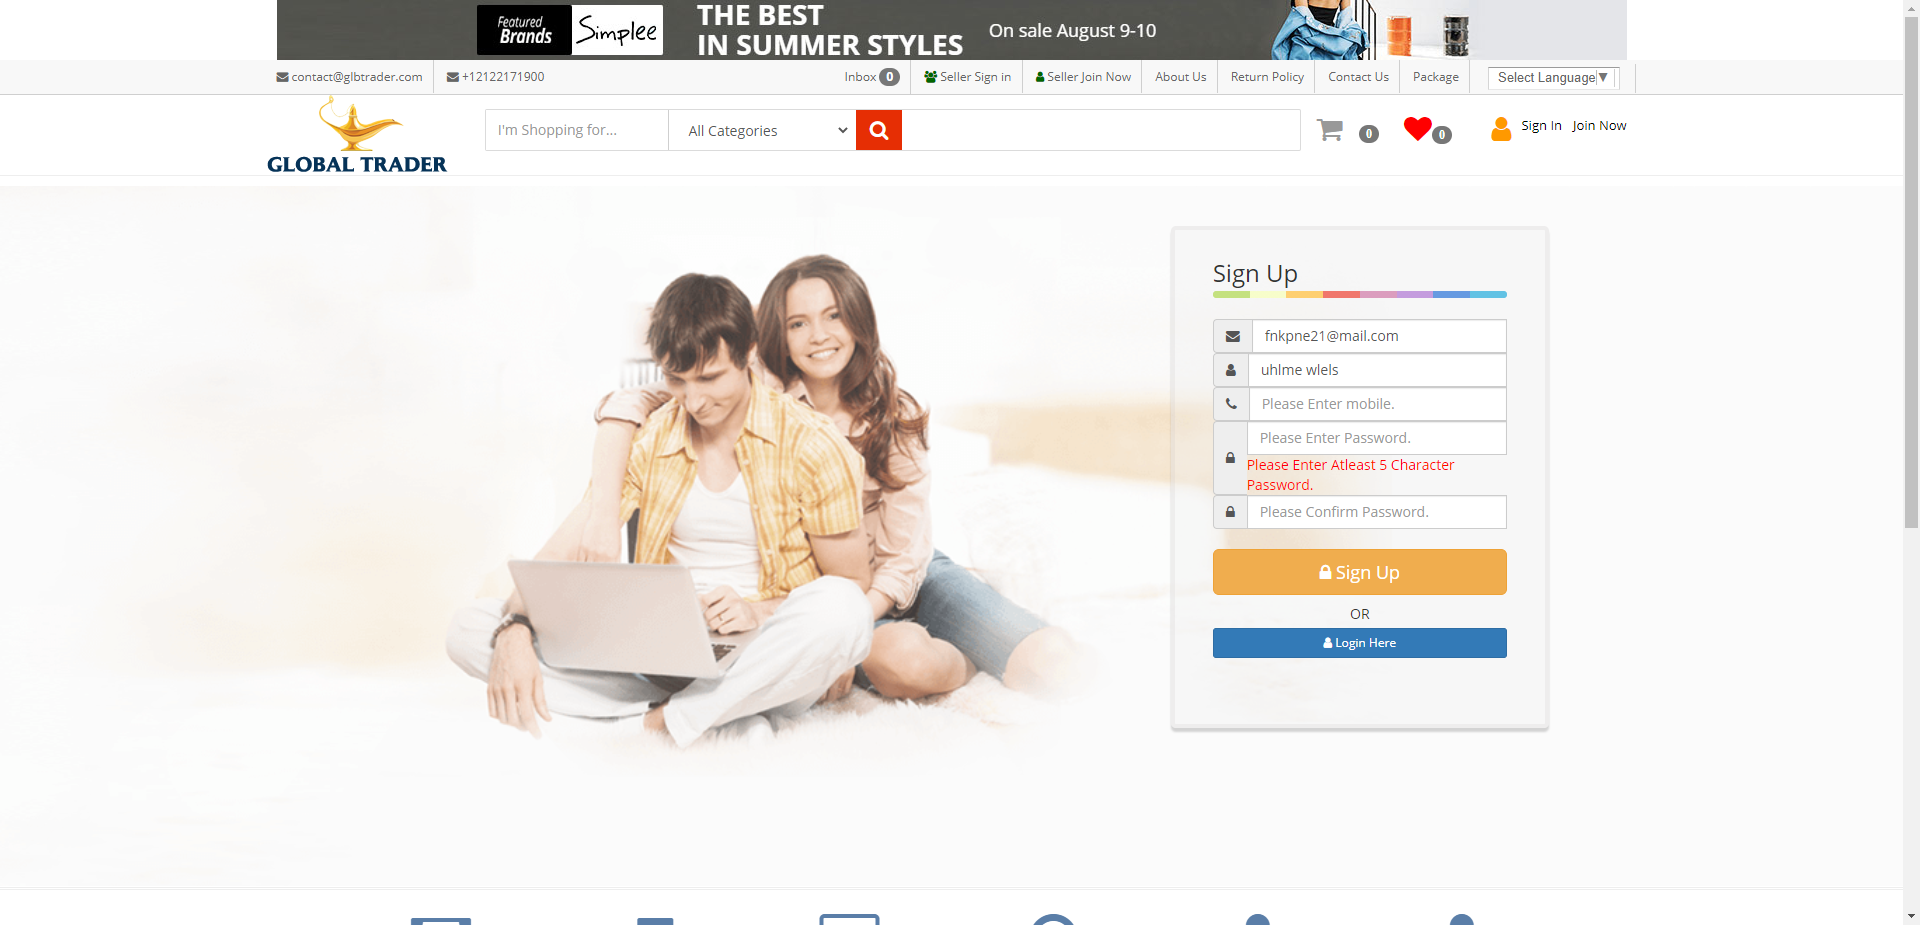 Featured
Brands
Simplee
THE BEST
IN SUMMER STYLES
On sale August 9-10
contact@glbtrader.com
+12122171900
Inbox 0
Seller Sign in
Seller Join Now
About Us
Return Policy
Contact Us
Package
Select Language▼
GLOBAL TRADER
I'm Shopping for...
All Categories
0
0
Sign In
Join Now
Sign Up
fnkpne21@mail.com
uhlme wlels
Please Enter mobile.
Please Enter Password.
Please Enter Atleast 5 Character
Password.
Please Confirm Password.
Sign Up
OR
Login Here